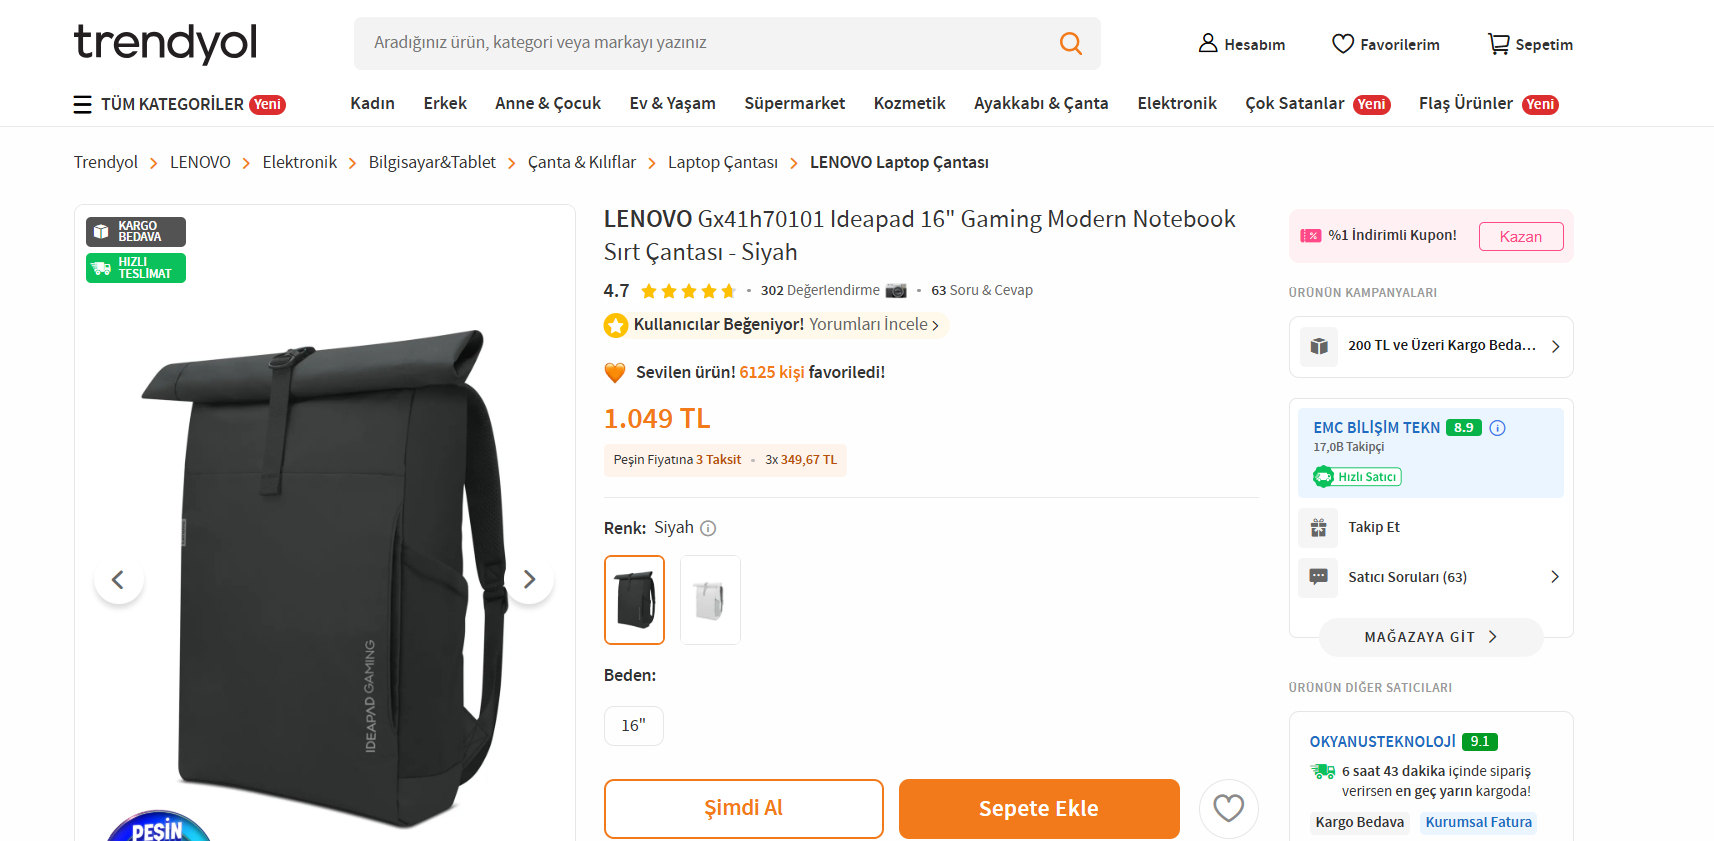 trendyol
Aradığınız ürün, kategori veya markayı yazınız
Hesabım
Favorilerim
Sepetim
TÜM KATEGORİLER Yeni
Kadın Erkek Anne & Çocuk Ev & Yaşam Süpermarket Kozmetik Ayakkabı & Çanta Elektronik Çok Satanlar Yeni Flaş Ürünler Yeni
Trendyol > LENOVO > Elektronik > Bilgisayar&Tablet > Çanta & Kılıflar > Laptop Çantası > LENOVO Laptop Çantası
KARGO
BEDAVA
HIZLI
TESLİMAT
IDEAPAD GAMING
PEŞİN
LENOVO Gx41h70101 Ideapad 16" Gaming Modern Notebook
Sırt Çantası - Siyah
4.7 • 302 Değerlendirme • 63 Soru & Cevap
Kullanıcılar Beğeniyor! Yorumları İncele >
Sevilen ürün! 6125 kişi favoriledi!
1.049 TL
Peşin Fiyatına 3 Taksit • 3x 349,67 TL
Renk: Siyah
Beden:
16"
Şimdi Al
Sepete Ekle
%1 İndirimli Kupon!
Kazan
ÜRÜNÜN KAMPANYALARI
200 TL ve Üzeri Kargo Beda...
EMC BİLİŞİM TEKN 8.9
17,0B Takipçi
Hızlı Satıcı
Takip Et
Satıcı Soruları (63)
MAĞAZAYA GİT
ÜRÜNÜN DİĞER SATICILARI
OKYANUSTEKNOLOJİ 9.1
6 saat 43 dakika içinde sipariş
verirsen en geç yarın kargoda!
Kargo Bedava
Kurumsal Fatura